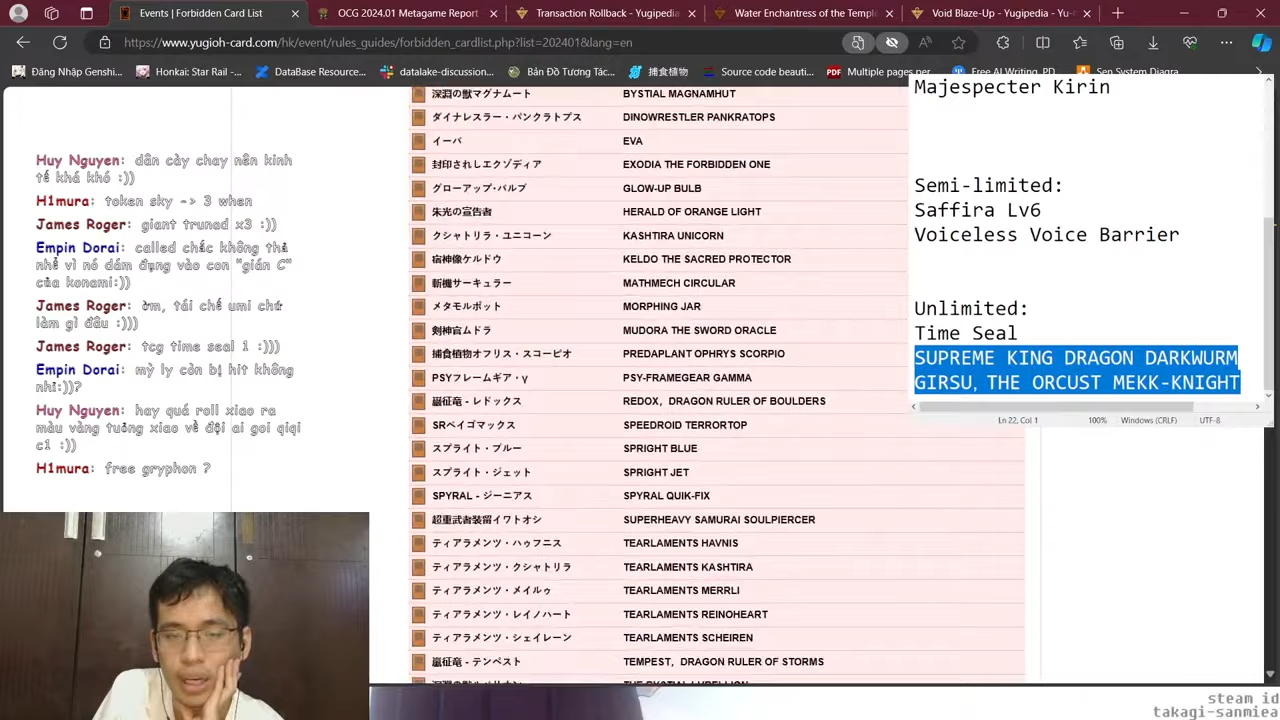 Events | Forbidden Card List
OCG 2024.01 Metagame Report
Transaction Rollback - Yugipedia
Water Enchantress of the Temple
Void Blaze-Up - Yugipedia - Yu-
https://www.yugioh-card.com/hk/event/rules_guides/forbidden_cardlist.php?list=202401&lang=en
Đăng Nhập Genshi...
Honkai: Star Rail -...
DataBase Resource...
datalake-discussion...
Bản Đồ Tương Tác...
Source code beauti...
Multiple pages per
Free AI Writing, PD
Sen System Diagra
Huy Nguyen: dân cày chay nên kinh
tế khá khó :))
H1mura: token sky -> 3 when
James Roger: ví thật ra
Empin Dorai: called chắc không thả
nhể vì nó đấm đụng vào con "gián C"
của konami:))
James Roger: ừm, tái chế umi chứ
làm gì đâu :)))
James Roger: tcg time seal 1 :)))
Empin Dorai: mỹ ly còn bị hit không
nhỉ:))?
Huy Nguyen: hay quá roll xiao ra
màu vàng tưởng xiao về đội ai gọi qiqi
c1 :))
H1mura: free gryphon ?
深淵の獣マグナムート BYSTIAL MAGNAMHUT
ダイナレスラー・パンクラトプス DINOWRESTLER PANKRATOPS
イーバ EVA
封印されしエクゾディア EXODIA THE FORBIDDEN ONE
グローアップ・バルブ GLOW-UP BULB
朱光の宣告者 HERALD OF ORANGE LIGHT
クシャトリラ・ユニコーン KASHTIRA UNICORN
宿神像ケルドウ KELDO THE SACRED PROTECTOR
斬機サーキュラー MATHMECH CIRCULAR
メタモルポット MORPHING JAR
剣神官ムドラ MUDORA THE SWORD ORACLE
捕食植物オフリス・スコーピオ PREDAPLANT OPHRYS SCORPIO
PSYフレームギア・γ PSY-FRAMEGEAR GAMMA
巌征竜-レドックス REDOX, DRAGON RULER OF BOULDERS
SPEEDROID TERRORTOP
スプライト・ブルー SPRIGHT BLUE
スプライト・ジェット SPRIGHT JET
SPYRAL - ジーニアス SPYRAL QUIK-FIX
超重武者装留イワトオシ SUPERHEAVY SAMURAI SOULPIERCER
ティアラメンツ・ハゥフニス TEARLAMENTS HAVNIS
ティアラメンツ・クシャトリラ TEARLAMENTS KASHTIRA
ティアラメンツ・メイルゥ TEARLAMENTS MERRLI
ティアラメンツ・レイノハート TEARLAMENTS REINOHEART
ティアラメンツ・シェイレーン TEARLAMENTS SCHEIREN
嵐征竜-テンペスト TEMPEST, DRAGON RULER OF STORMS
Majespecter Kirin
Semi-limited:
Saffira Lv6
Voiceless Voice Barrier
Unlimited:
Time Seal
SUPREME KING DRAGON DARKWURM
GIRSU, THE ORCUST MEKK-KNIGHT
Ln 22, Col 1 100% Windows (CRLF) UTF-8
steam id
takagi-sanmiea